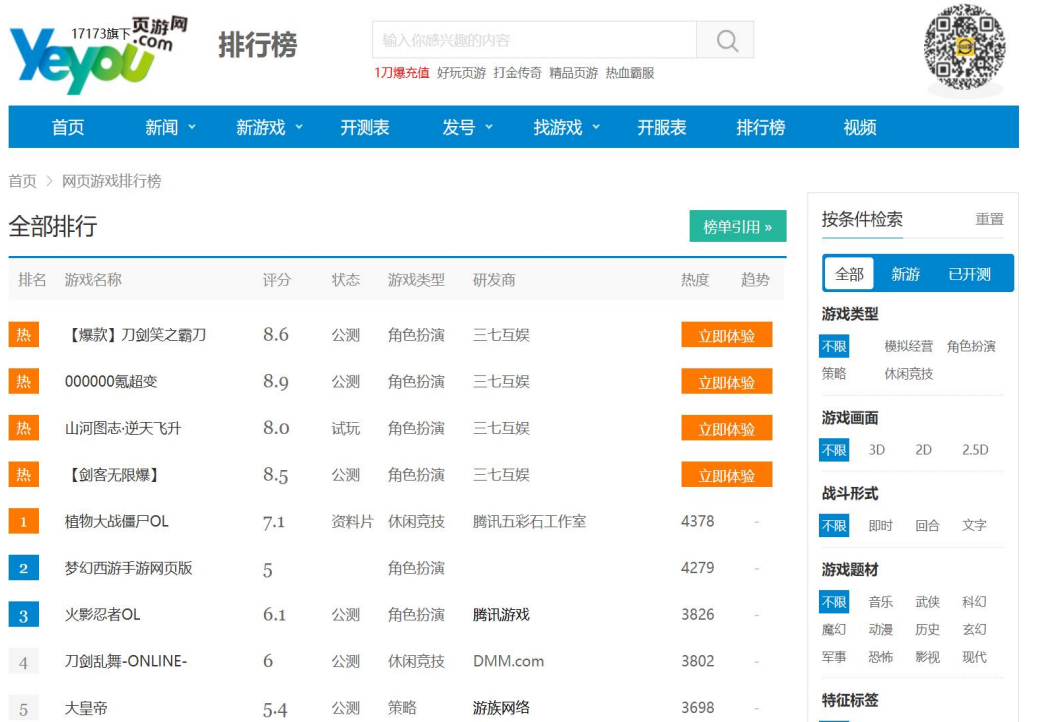 17173旗下 页游网
Yeyou.com
排行榜
输入你感兴趣的内容
1刀爆充值 好玩页游 打金传奇 精品页游 热血霸服
首页 新闻 新游戏 开测表 发号 找游戏 开服表 排行榜 视频
首页 > 网页游戏排行榜
全部排行
榜单引用 »
排名 游戏名称 评分 状态 游戏类型 研发商 热度 趋势
热 【爆款】刀剑笑之霸刀 8.6 公测 角色扮演 三七互娱 立即体验
热 000000氪超变 8.9 公测 角色扮演 三七互娱 立即体验
热 山河图志·逆天飞升 8.0 试玩 角色扮演 三七互娱 立即体验
热 【剑客无限爆】 8.5 公测 角色扮演 三七互娱 立即体验
1 植物大战僵尸OL 7.1 资料片 休闲竞技 腾讯五彩石工作室 4378 -
2 梦幻西游手游网页版 5 角色扮演 4279 -
3 火影忍者OL 6.1 公测 角色扮演 腾讯游戏 3826 -
4 刀剑乱舞-ONLINE- 6 公测 休闲竞技 DMM.com 3802 -
5 大皇帝 5.4 公测 策略 游族网络 3698 -
按条件检索 重置
全部 新游 已开测
游戏类型
不限 模拟经营 角色扮演
策略 休闲竞技
游戏画面
不限 3D 2D 2.5D
战斗形式
不限 即时 回合 文字
游戏题材
不限 音乐 武侠 科幻
魔幻 动漫 历史 玄幻
军事 恐怖 影视 现代
特征标签